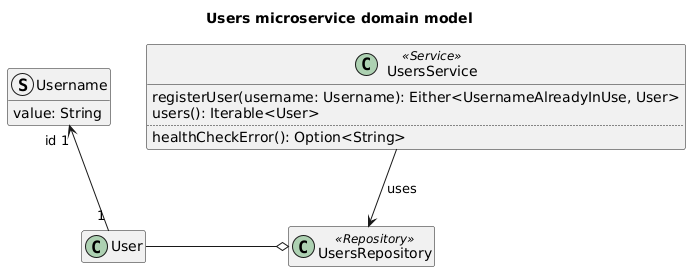 Users microservice domain model
S Username
value: String
C «Service»
UsersService
registerUser(username: Username): Either<UsernameAlreadyInUse, User>
users(): Iterable<User>
healthCheckError(): Option<String>
id 1
uses
1
C User
C «Repository»
UsersRepository